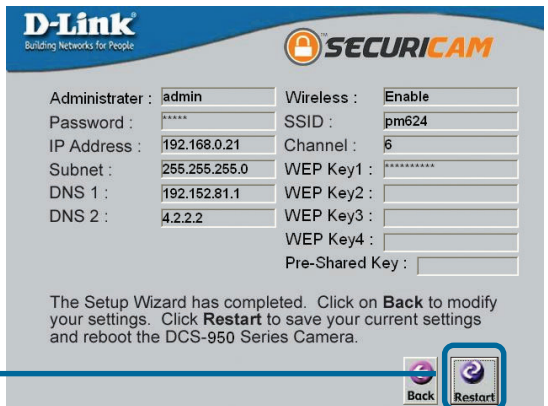 D-Link
Building Networks for People
SECURICAM™
Administrater : admin
Password : *****
IP Address : 192.168.0.21
Subnet : 255.255.255.0
DNS 1 : 192.152.81.1
DNS 2 : 4.2.2.2
Wireless : Enable
SSID : pm624
Channel : 6
WEP Key1 : **********
WEP Key2 :
WEP Key3 :
WEP Key4 :
Pre-Shared Key :
The Setup Wizard has completed. Click on Back to modify
your settings. Click Restart to save your current settings
and reboot the DCS-950 Series Camera.
Back
Restart